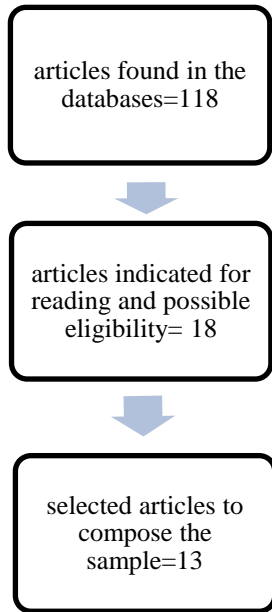 articles found in the
databases=118
articles indicated for
reading and possible
eligibility= 18
selected articles to
compose the
sample=13